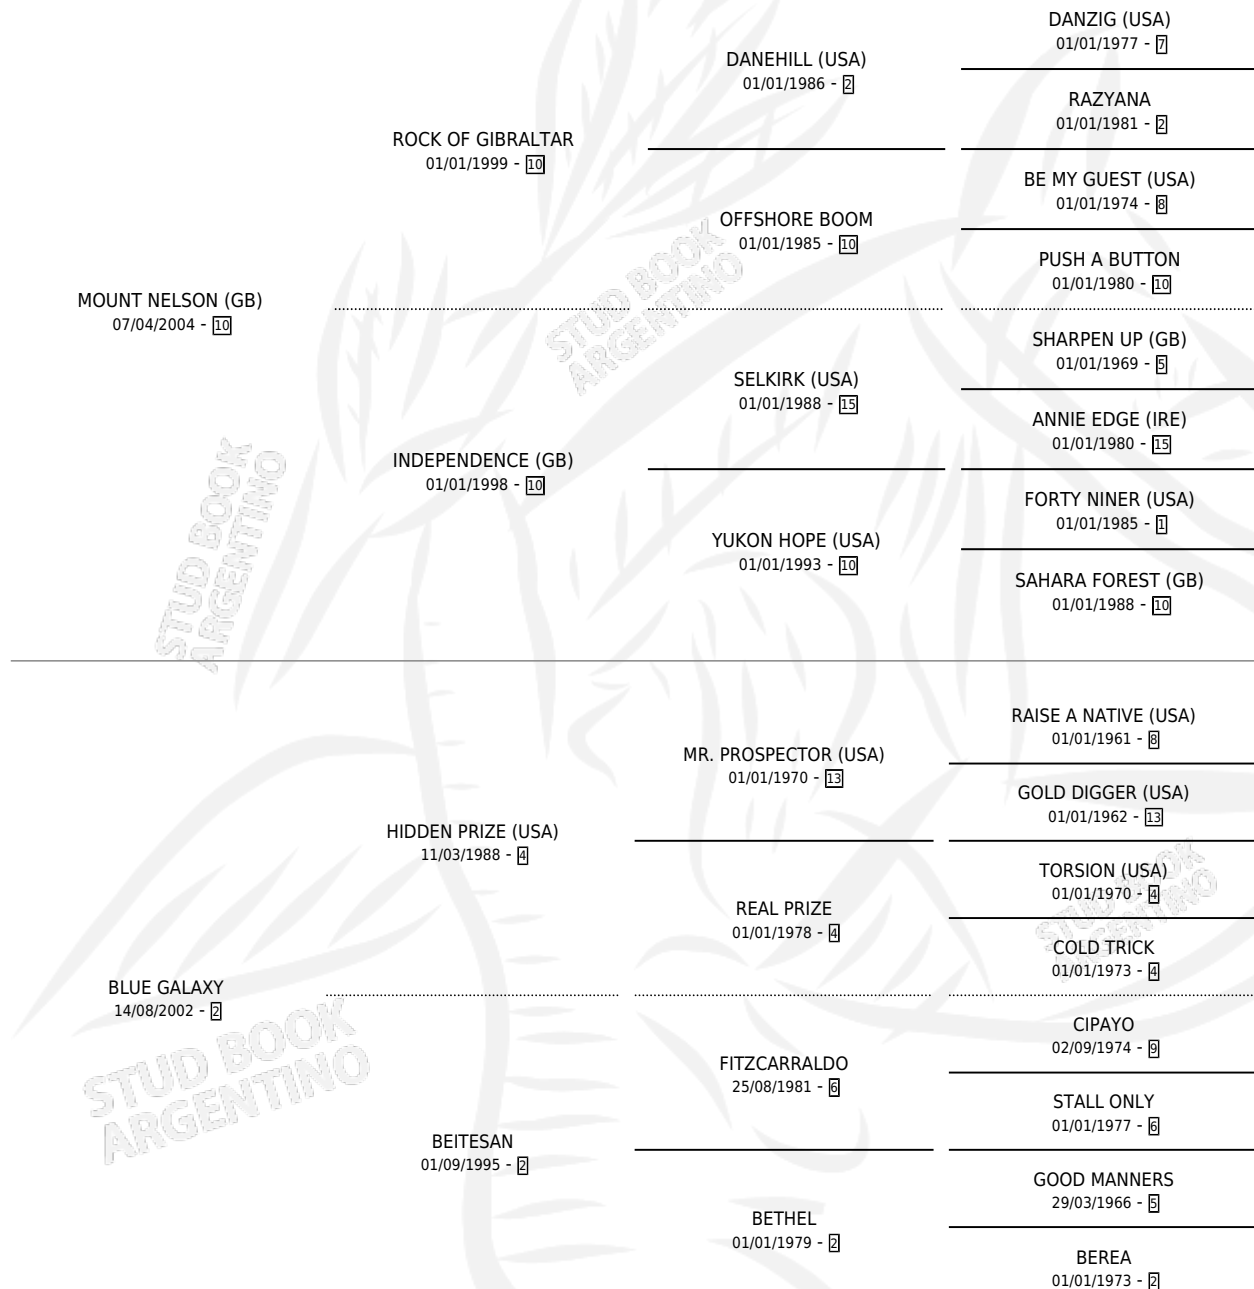 DANZIG (USA)
01/01/1977 - 7
DANEHILL (USA)
01/01/1986 - 2
RAZYANA
01/01/1981 - 2
ROCK OF GIBRALTAR
01/01/1999 - 10
BE MY GUEST (USA)
01/01/1974 - 8
OFFSHORE BOOM
01/01/1985 - 10
PUSH A BUTTON
01/01/1980 - 10
MOUNT NELSON (GB)
07/04/2004 - 10
SHARPEN UP (GB)
01/01/1969 - 5
SELKIRK (USA)
01/01/1988 - 15
ANNIE EDGE (IRE)
01/01/1980 - 15
INDEPENDENCE (GB)
01/01/1998 - 10
FORTY NINER (USA)
01/01/1985 - 1
YUKON HOPE (USA)
01/01/1993 - 10
SAHARA FOREST (GB)
01/01/1988 - 10
STUD BOOK
ARGENTINO
STUD BOOK
ARGENTINO
RAISE A NATIVE (USA)
01/01/1961 - 8
MR. PROSPECTOR (USA)
01/01/1970 - 13
GOLD DIGGER (USA)
01/01/1962 - 13
HIDDEN PRIZE (USA)
11/03/1988 - 4
TORSION (USA)
01/01/1970 - 4
REAL PRIZE
01/01/1978 - 4
COLD TRICK
01/01/1973 - 4
STUD BOOK
ARGENTINO
BLUE GALAXY
14/08/2002 - 2
CIPAYO
02/09/1974 - 9
FITZCARRALDO
25/08/1981 - 6
STALL ONLY
01/01/1977 - 6
BEITESAN
01/09/1995 - 2
GOOD MANNERS
29/03/1966 - 5
BETHEL
01/01/1979 - 2
BEREA
01/01/1973 - 2
STUD BOOK
ARGENTINO